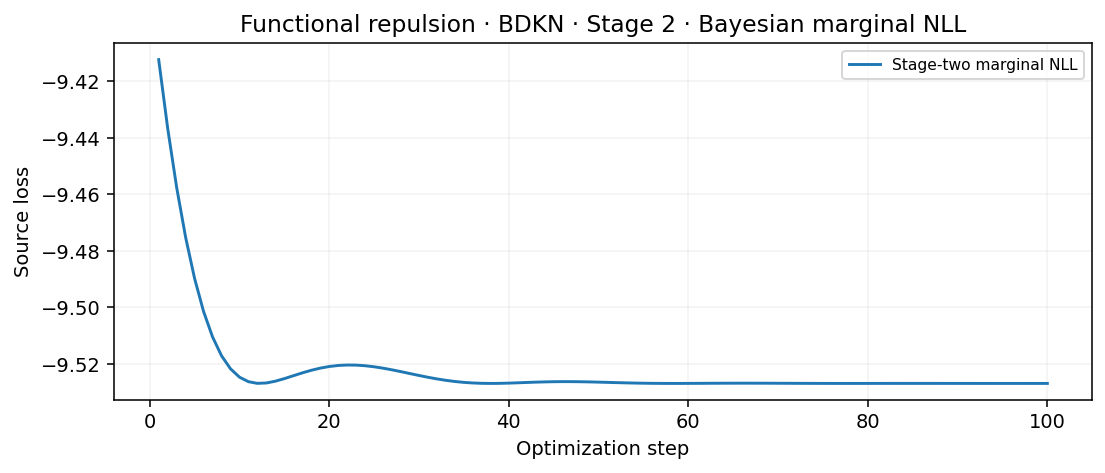 Functional repulsion · BDKN · Stage 2 · Bayesian marginal NLL
Stage-two marginal NLL
−9.42
−9.44
−9.46
−9.48
−9.50
−9.52
Source loss
0 20 40 60 80 100
Optimization step